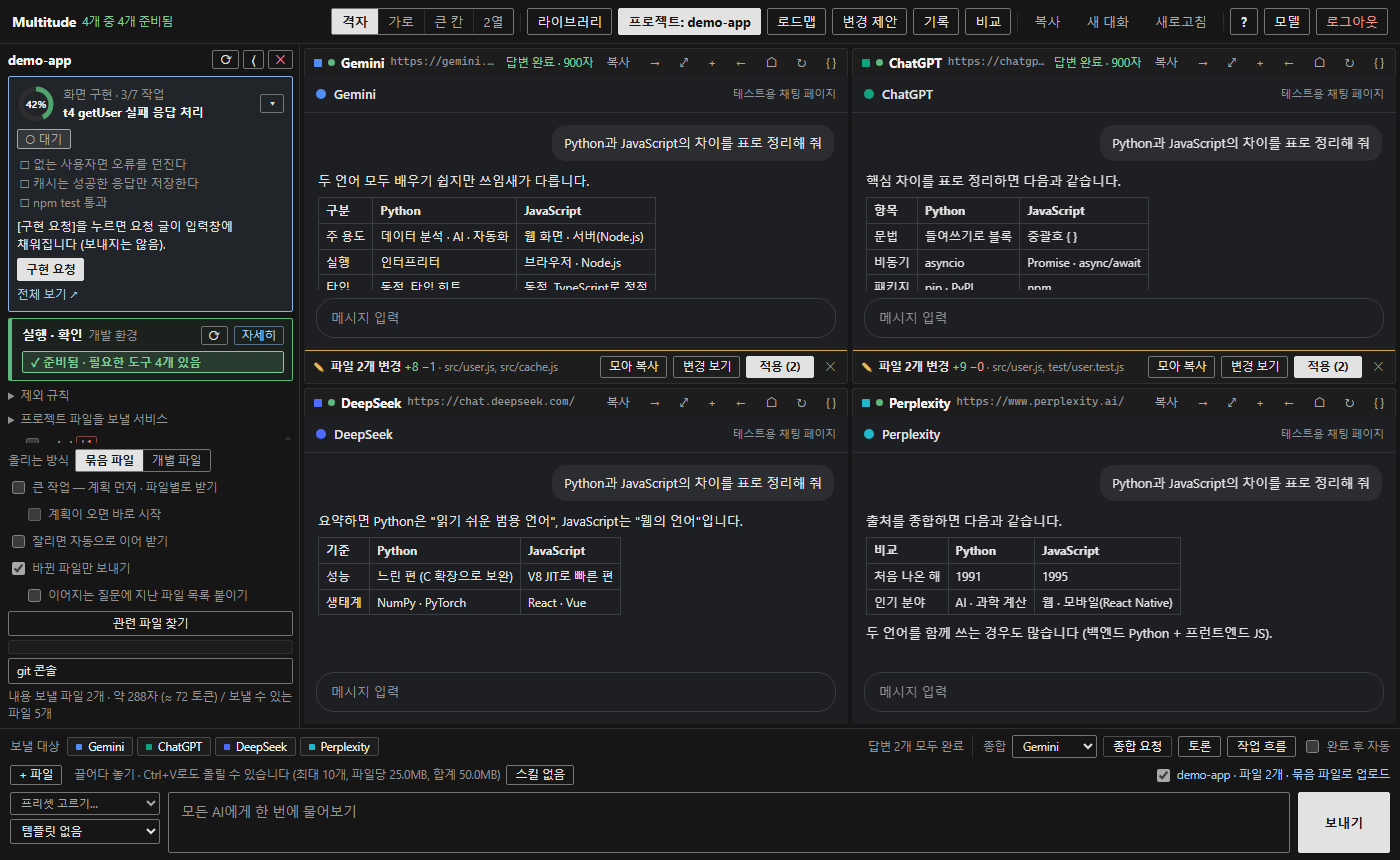 Multitude 4개 중 4개 준비됨 격자 가로 큰 칸 2열 라이브러리 프로젝트: demo-app 로드맵 변경 제안 기록 비교 복사 새 대화 새로고침 ? 모델 로그아웃
demo-app
42% 화면 구현 · 3/7 작업
t4 getUser 실패 응답 처리
○ 대기
없는 사용자면 오류를 던진다
캐시는 성공한 응답만 저장한다
npm test 통과
[구현 요청]을 누르면 요청 글이 입력창에
채워집니다 (보내지는 않음).
구현 요청
전체 보기 ↗
실행 · 확인 개발 환경 자세히
✓ 준비됨 · 필요한 도구 4개 있음
▸ 제외 규칙
▸ 프로젝트 파일을 보낼 서비스
올리는 방식 묶음 파일 개별 파일
큰 작업 — 계획 먼저 · 파일별로 받기
계획이 오면 바로 시작
잘리면 자동으로 이어 받기
바뀐 파일만 보내기
이어지는 질문에 지난 파일 목록 붙이기
관련 파일 찾기
git 콘솔
내용 보낼 파일 2개 · 약 288자 (≈ 72 토큰) / 보낼 수 있는
파일 5개
Gemini https://gemini.… 답변 완료 · 900자 복사 → ⤢ + ← ↻ { }
Gemini 테스트용 채팅 페이지
Python과 JavaScript의 차이를 표로 정리해 줘
두 언어 모두 배우기 쉽지만 쓰임새가 다릅니다.
구분 Python JavaScript
주 용도 데이터 분석 · AI · 자동화 웹 화면 · 서버(Node.js)
실행 인터프리터 브라우저 · Node.js
타입 동적, 타입 힌트 동적, TypeScript로 정적
메시지 입력
파일 2개 변경 +8 −1 · src/user.js, src/cache.js 모아 복사 변경 보기 적용 (2) ×
ChatGPT https://chatgp… 답변 완료 · 900자 복사 → ⤢ + ← ↻ { }
ChatGPT 테스트용 채팅 페이지
Python과 JavaScript의 차이를 표로 정리해 줘
핵심 차이를 표로 정리하면 다음과 같습니다.
항목 Python JavaScript
문법 들여쓰기로 블록 중괄호 { }
비동기 asyncio Promise · async/await
패키지 pip · PyPI npm
메시지 입력
파일 2개 변경 +9 −0 · src/user.js, test/user.test.js 모아 복사 변경 보기 적용 (2) ×
DeepSeek https://chat.deepseek.com/ 복사 → ⤢ + ← ↻ { }
DeepSeek 테스트용 채팅 페이지
Python과 JavaScript의 차이를 표로 정리해 줘
요약하면 Python은 "읽기 쉬운 범용 언어", JavaScript는 "웹의 언어"입니다.
기준 Python JavaScript
성능 느린 편 (C 확장으로 보완) V8 JIT로 빠른 편
생태계 NumPy · PyTorch React · Vue
메시지 입력
Perplexity https://www.perplexity.ai/ 복사 → ⤢ + ← ↻ { }
Perplexity 테스트용 채팅 페이지
Python과 JavaScript의 차이를 표로 정리해 줘
출처를 종합하면 다음과 같습니다.
비교 Python JavaScript
처음 나온 해 1991 1995
인기 분야 AI · 과학 계산 웹 · 모바일(React Native)
두 언어를 함께 쓰는 경우도 많습니다 (백엔드 Python + 프런트엔드 JS).
메시지 입력
보낼 대상 Gemini ChatGPT DeepSeek Perplexity 답변 2개 모두 완료 종합 Gemini 종합 요청 토론 작업 흐름 완료 후 자동
+ 파일 끌어다 놓기 · Ctrl+V로도 올릴 수 있습니다 (최대 10개, 파일당 25.0MB, 합계 50.0MB) 스킬 없음 demo-app · 파일 2개 · 묶음 파일로 업로드
프리셋 고르기...
템플릿 없음
모든 AI에게 한 번에 물어보기
보내기